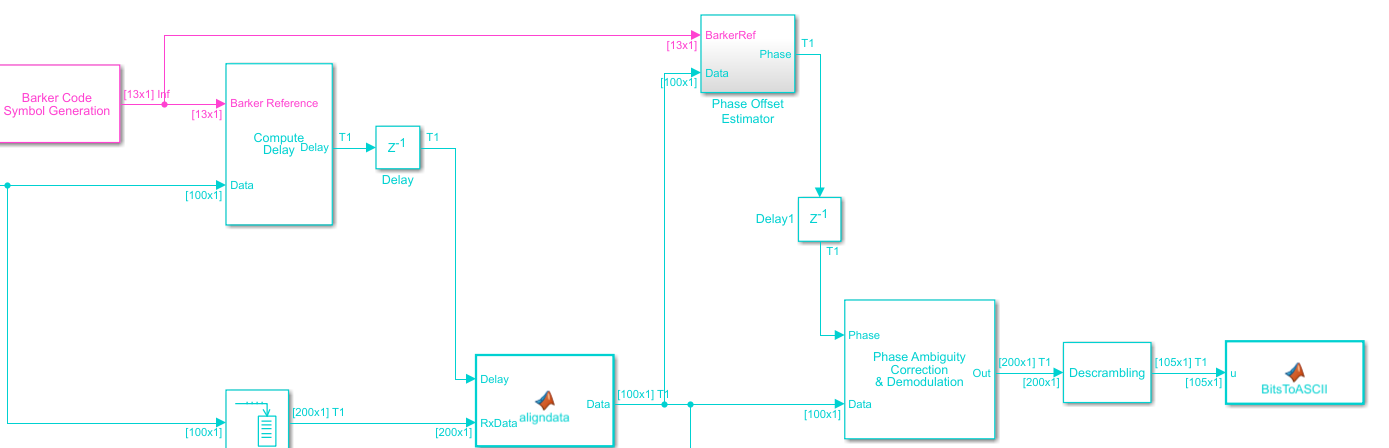 BarkerRef
[13x1]
T1
Phase
Data
[100x1]
Phase Offset
Estimator
Barker Code
Symbol Generation
[13x1] Inf
[13x1]
Barker Reference
Compute
Delay
Delay
T1
Z-1
T1
Delay
Data
[100x1]
Delay1
Z-1
T1
Phase
Phase Ambiguity
Correction
& Demodulation
Out
[200x1] T1
[200x1]
Descrambling
[105x1] T1
[105x1]
u
BitsToASCII
Delay
RxData
aligndata
Data
[100x1] T1
Data
[100x1]
[100x1]
[200x1] T1
[200x1]